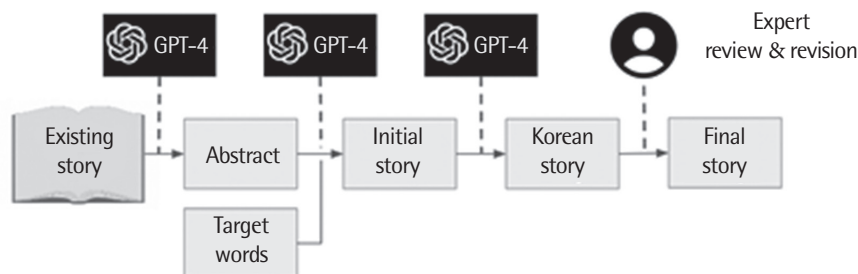 GPT-4
GPT-4
GPT-4
Expert
review & revision
Existing
story
Abstract
Initial
story
Korean
story
Final
story
Target
words